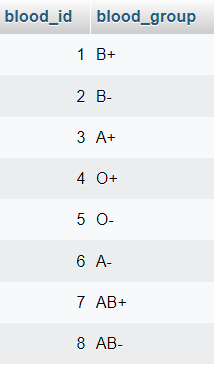 blood_id blood_group
1 B+
2 B-
3 A+
4 O+
5 O-
6 A-
7 AB+
8 AB-